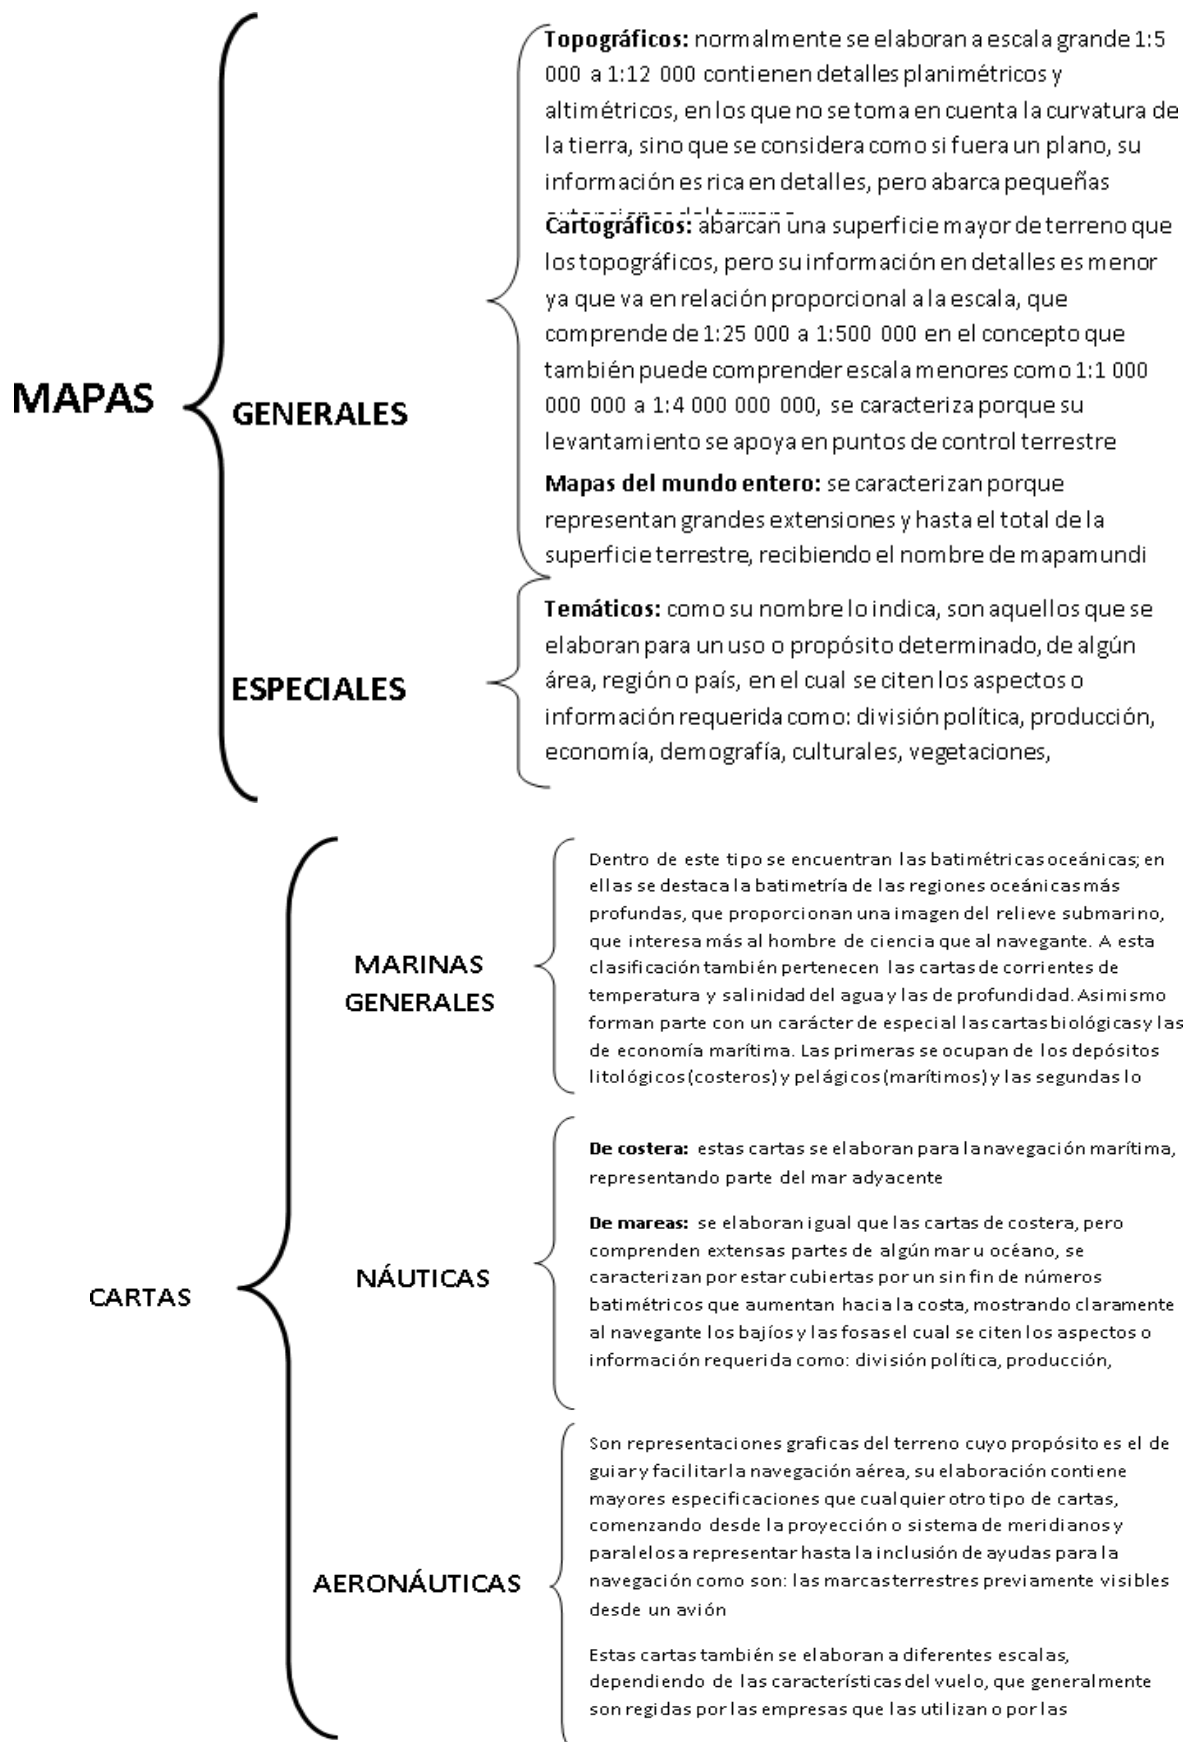 MAPAS
GENERALES
Topográficos: normalmente se elaboran a escala grande 1:5
000 a 1:12 000 contienen detalles planimétricos y
altimétricos, en los que no se toma en cuenta la curvatura de
la tierra, sino que se considera como si fuera un plano, su
información es rica en detalles, pero abarca pequeñas
Cartográficos: abarcan una superficie mayor de terreno que
los topográficos, pero su información en detalles es menor
ya que va en relación proporcional a la escala, que
comprende de 1:25 000 a 1:500 000 en el concepto que
también puede comprender escala menores como 1:1 000
000 000 a 1:4 000 000 000, se caracteriza porque su
levantamiento se apoya en puntos de control terrestre
Mapas del mundo entero: se caracterizan porque
representan grandes extensiones y hasta el total de la
superficie terrestre, recibiendo el nombre de mapamundi
ESPECIALES
Temáticos: como su nombre lo indica, son aquellos que se
elaboran para un uso o propósito determinado, de algún
área, región o país, en el cual se citen los aspectos o
información requerida como: división política, producción,
economía, demografía, culturales, vegetaciones,
CARTAS
MARINAS
GENERALES
Dentro de este tipo se encuentran las batimétricas oceánicas; en
ellas se destaca la batimetría de las regiones oceánicas más
profundas, que proporcionan una imagen del relieve submarino,
que interesa más al hombre de ciencia que al navegante. A esta
clasificación también pertenecen las cartas de corrientes de
temperatura y salinidad del agua y las de profundidad. Asimismo
forman parte con un carácter de especial las cartas biológicas y las
de economía marítima. Las primeras se ocupan de los depósitos
litológicos (costeros) y pelágicos (marítimos) y las segundas lo
NÁUTICAS
De costera: estas cartas se elaboran para la navegación marítima,
representando parte del mar adyacente
De mareas: se elaboran igual que las cartas de costera, pero
comprenden extensas partes de algún mar u océano, se
caracterizan por estar cubiertas por un sin fin de números
batimétricos que aumentan hacia la costa, mostrando claramente
al navegante los bajíos y las fosas el cual se citen los aspectos o
información requerida como: división política, producción,
AERONÁUTICAS
Son representaciones graficas del terreno cuyo propósito es el de
guiar y facilitar la navegación aérea, su elaboración contiene
mayores especificaciones que cualquier otro tipo de cartas,
comenzando desde la proyección o sistema de meridianos y
paralelos a representar hasta la inclusión de ayudas para la
navegación como son: las marcas terrestres previamente visibles
desde un avión
Estas cartas también se elaboran a diferentes escalas,
dependiendo de las características del vuelo, que generalmente
son regidas por las empresas que las utilizan o por las